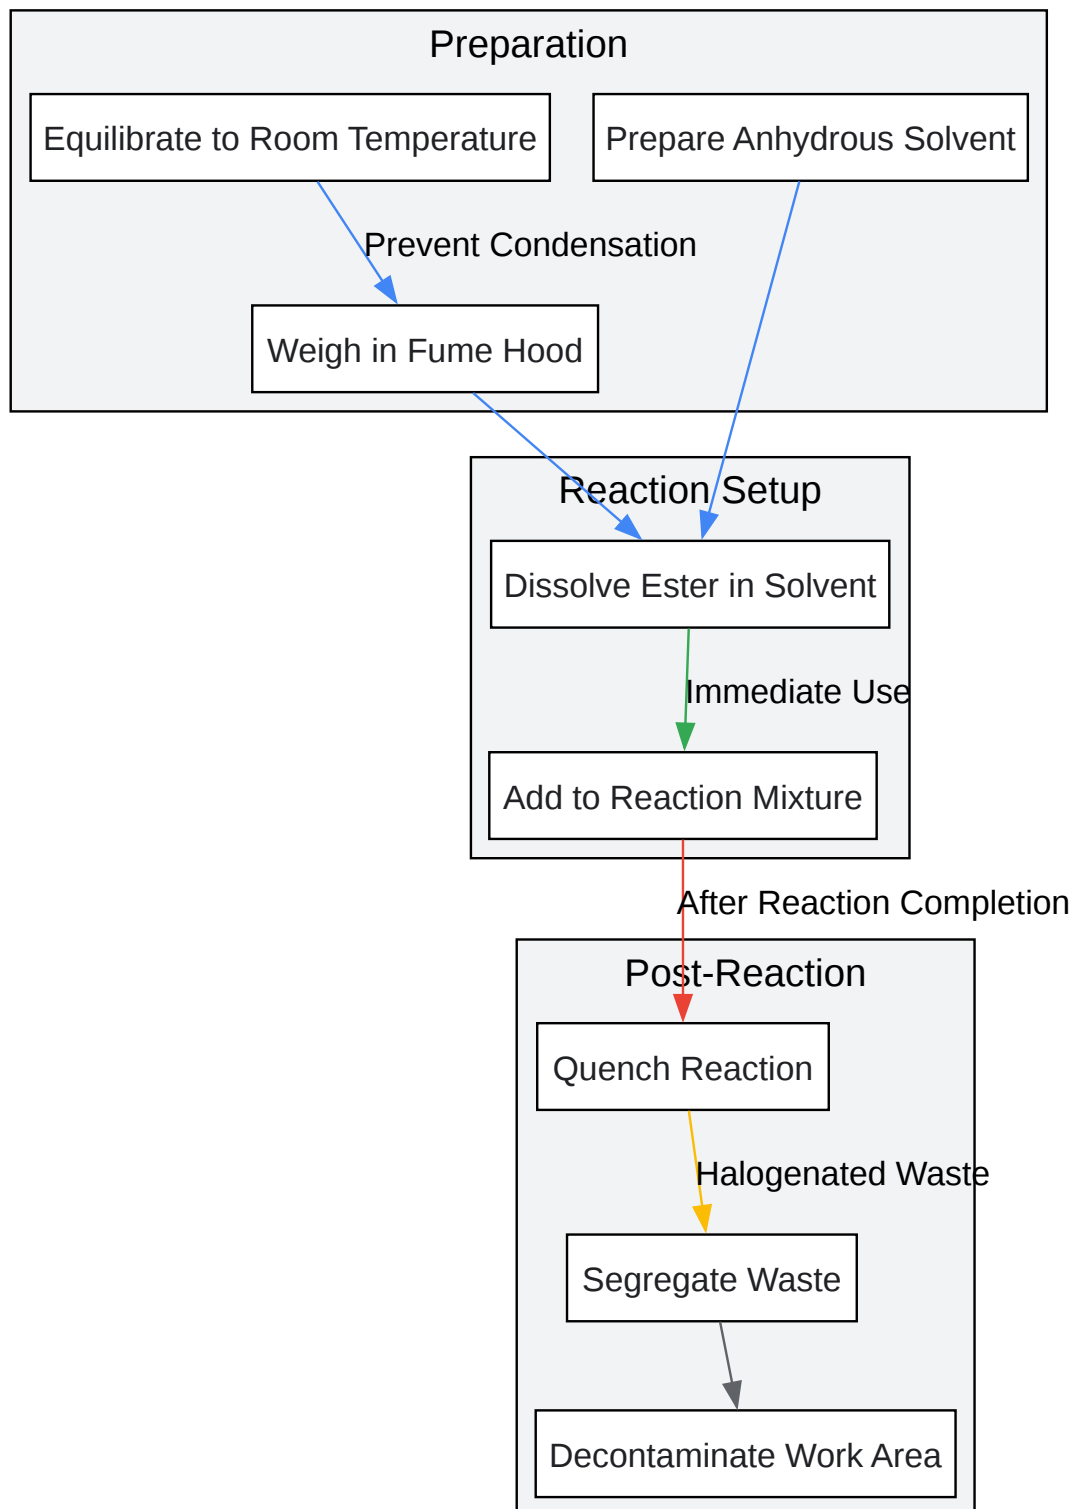 Preparation
Equilibrate to Room Temperature
Prepare Anhydrous Solvent
Prevent Condensation
Weigh in Fume Hood
Reaction Setup
Dissolve Ester in Solvent
Immediate Use
Add to Reaction Mixture
After Reaction Completion
Post-Reaction
Quench Reaction
Halogenated Waste
Segregate Waste
Decontaminate Work Area